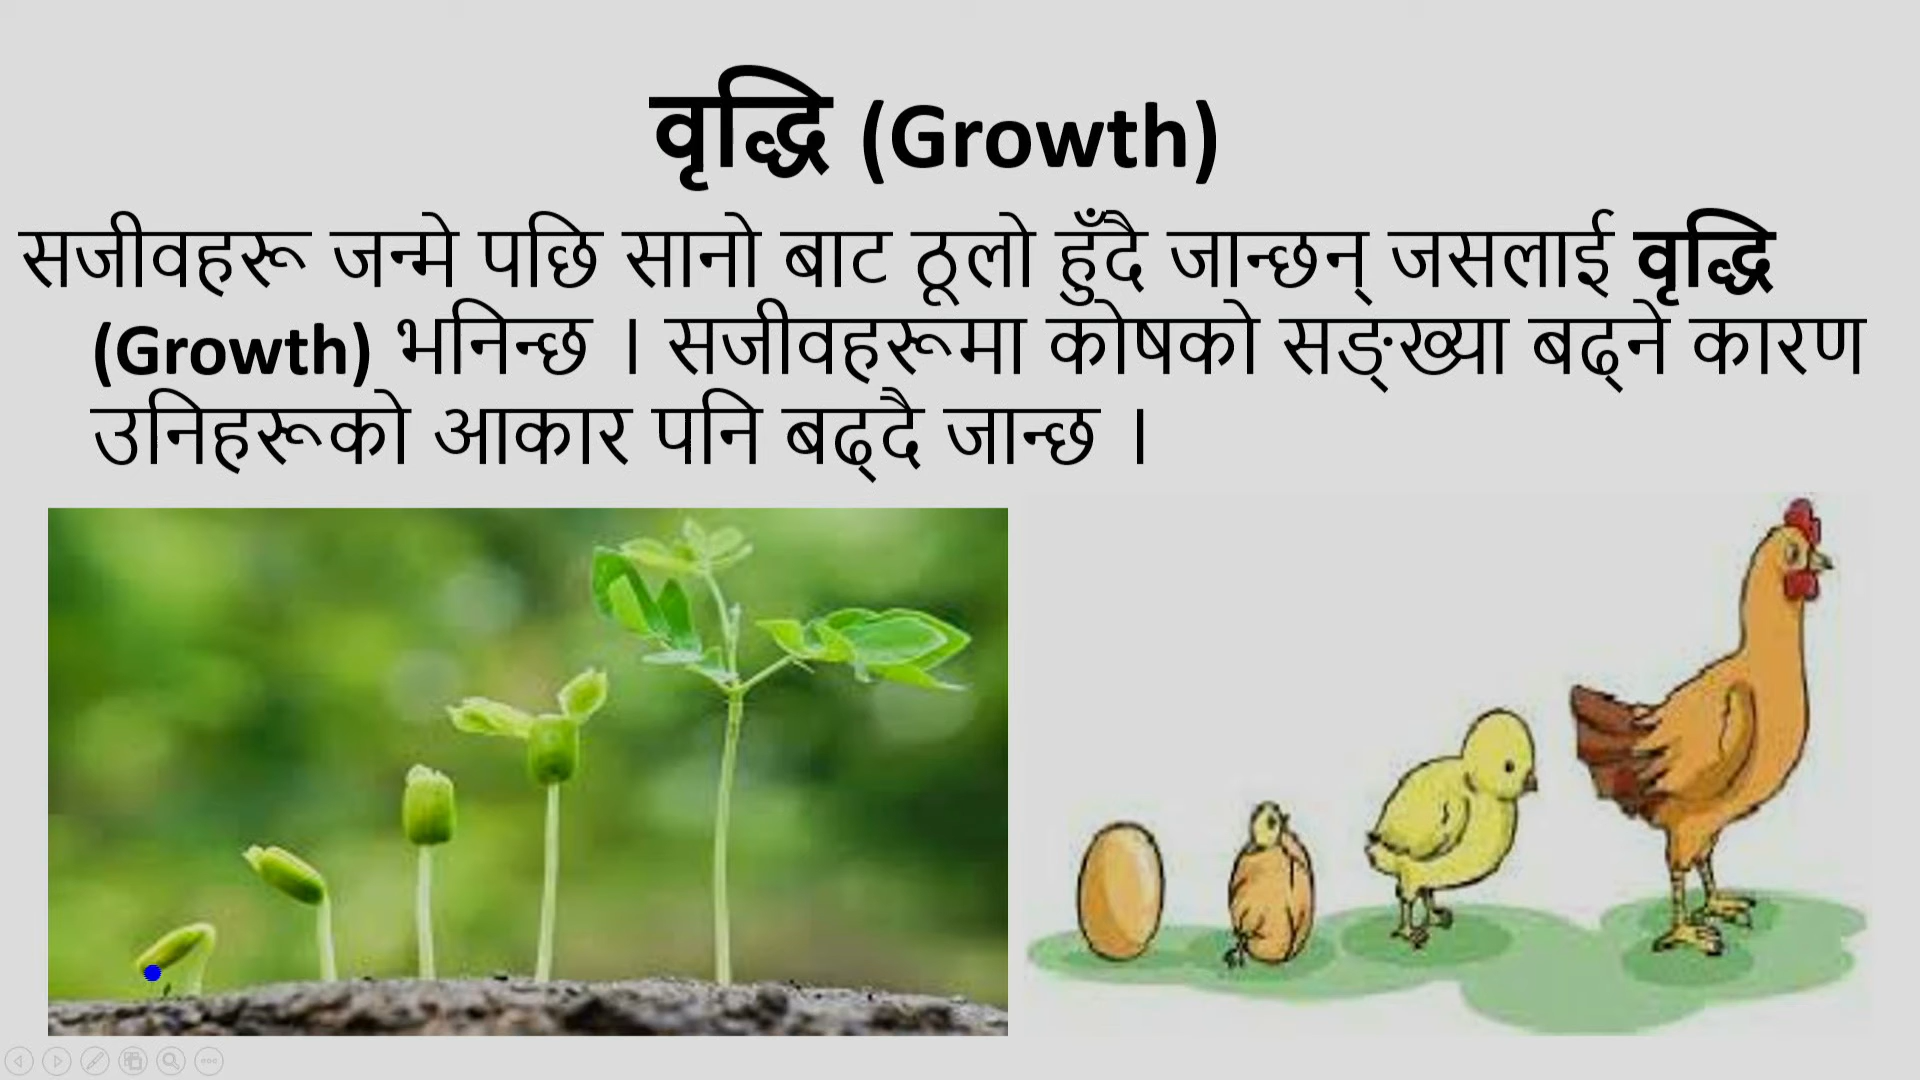 वृद्धि (Growth)
सजीवहरू जन्मे पछि सानो बाट ठूलो हुँदै जान्छन् जसलाई वृद्धि
(Growth) भनिन्छ । सजीवहरूमा कोषको सङ्ख्या बढ्ने कारण
उनिहरूको आकार पनि बढ्दै जान्छ ।